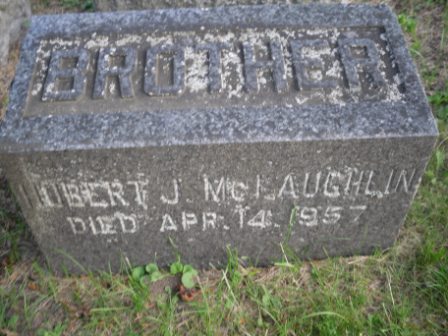 BROTHER
ROBERT J. McLAUGHLIN
DIED APR. 14. 1957